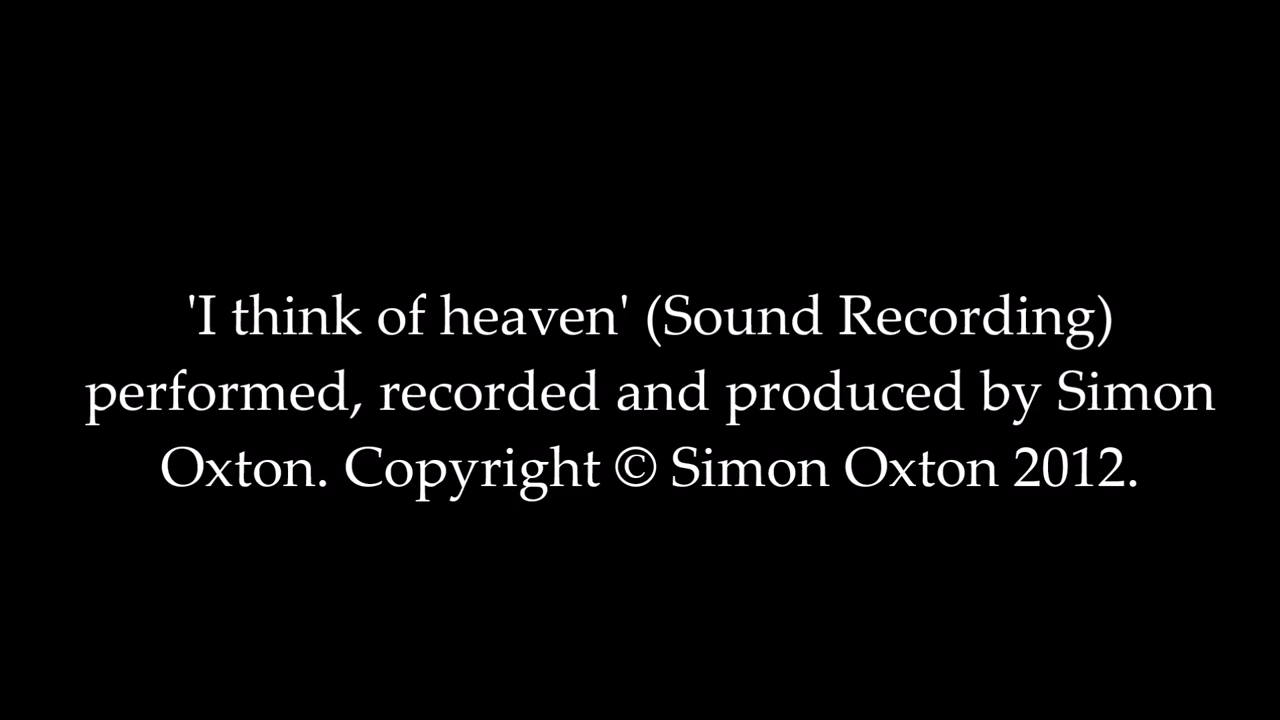 'I think of heaven' (Sound Recording)
performed, recorded and produced by Simon
Oxton. Copyright © Simon Oxton 2012.